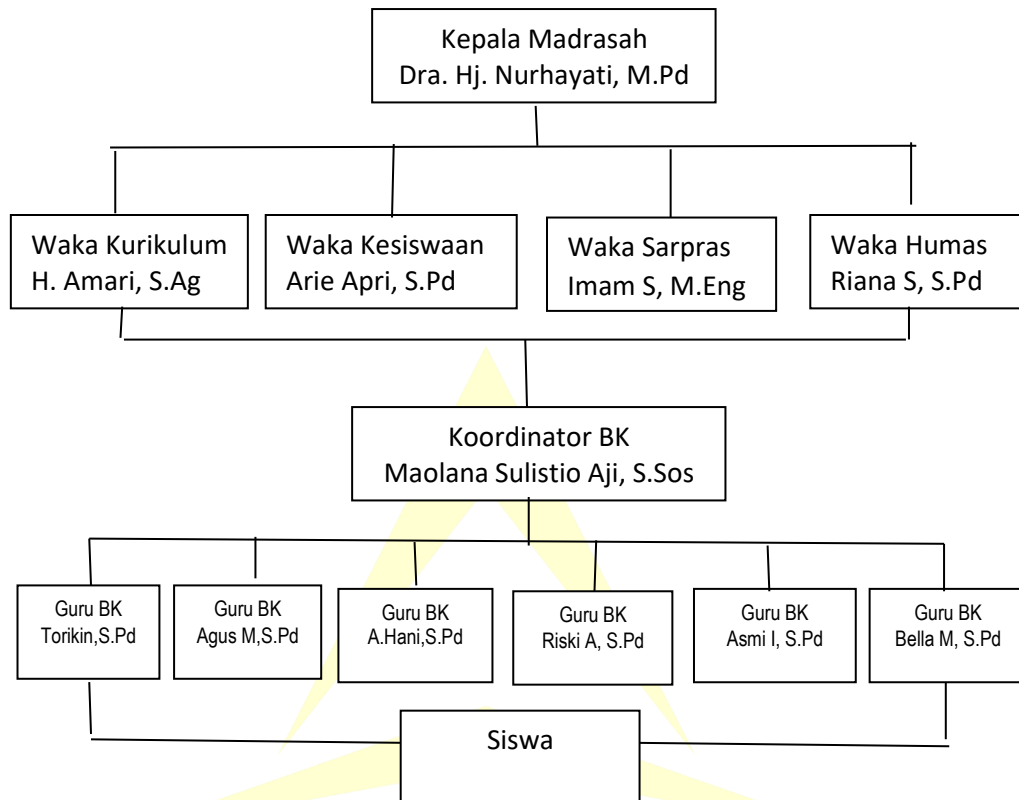 Kepala Madrasah
Dra. Hj. Nurhayati, M.Pd
Waka Kurikulum
H. Amari, S.Ag
Waka Kesiswaan
Arie Apri, S.Pd
Waka Sarpras
Imam S, M.Eng
Waka Humas
Riana S, S.Pd
Koordinator BK
Maolana Sulistio Aji, S.Sos
Guru BK
Torikin,S.Pd
Guru BK
Agus M,S.Pd
Guru BK
A.Hani,S.Pd
Guru BK
Riski A, S.Pd
Guru BK
Asmi I, S.Pd
Guru BK
Bella M, S.Pd
Siswa